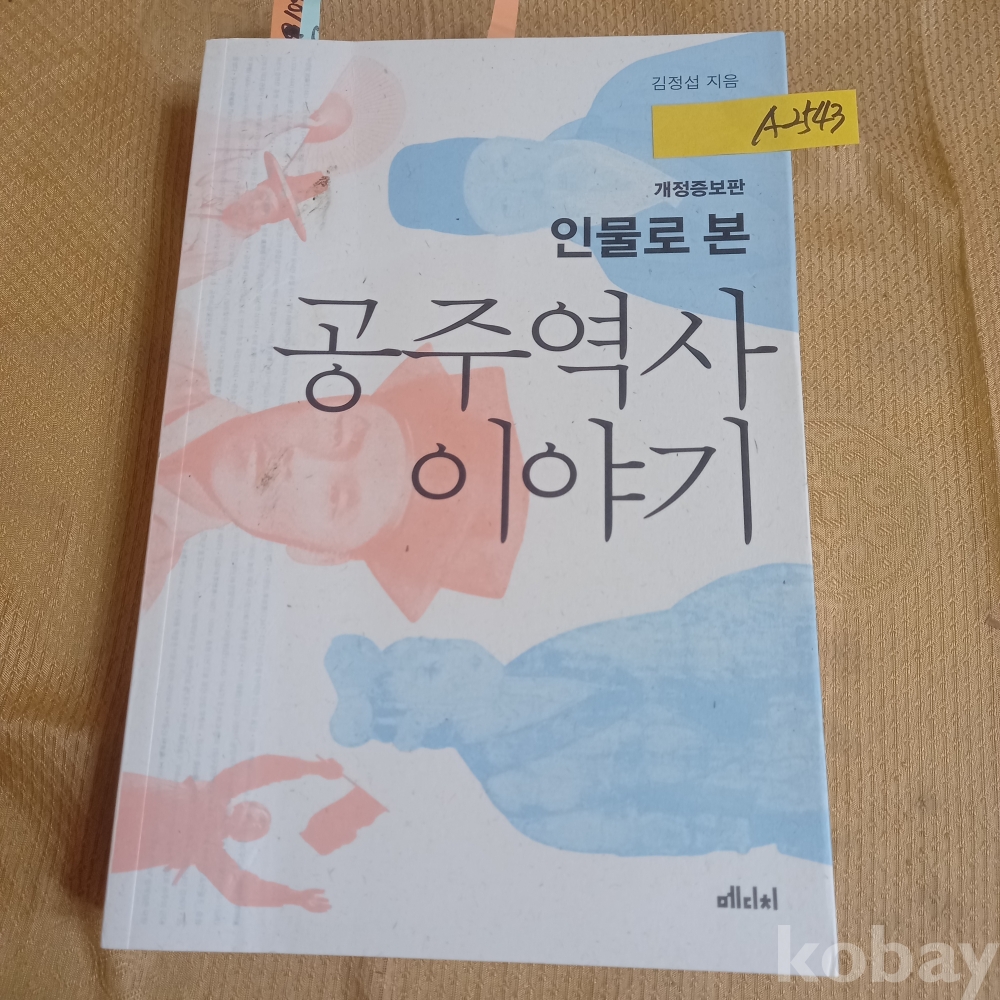 김정섭 지음
A-2543
개정증보판
인물로 본
공주역사
이야기
메디치
kobay